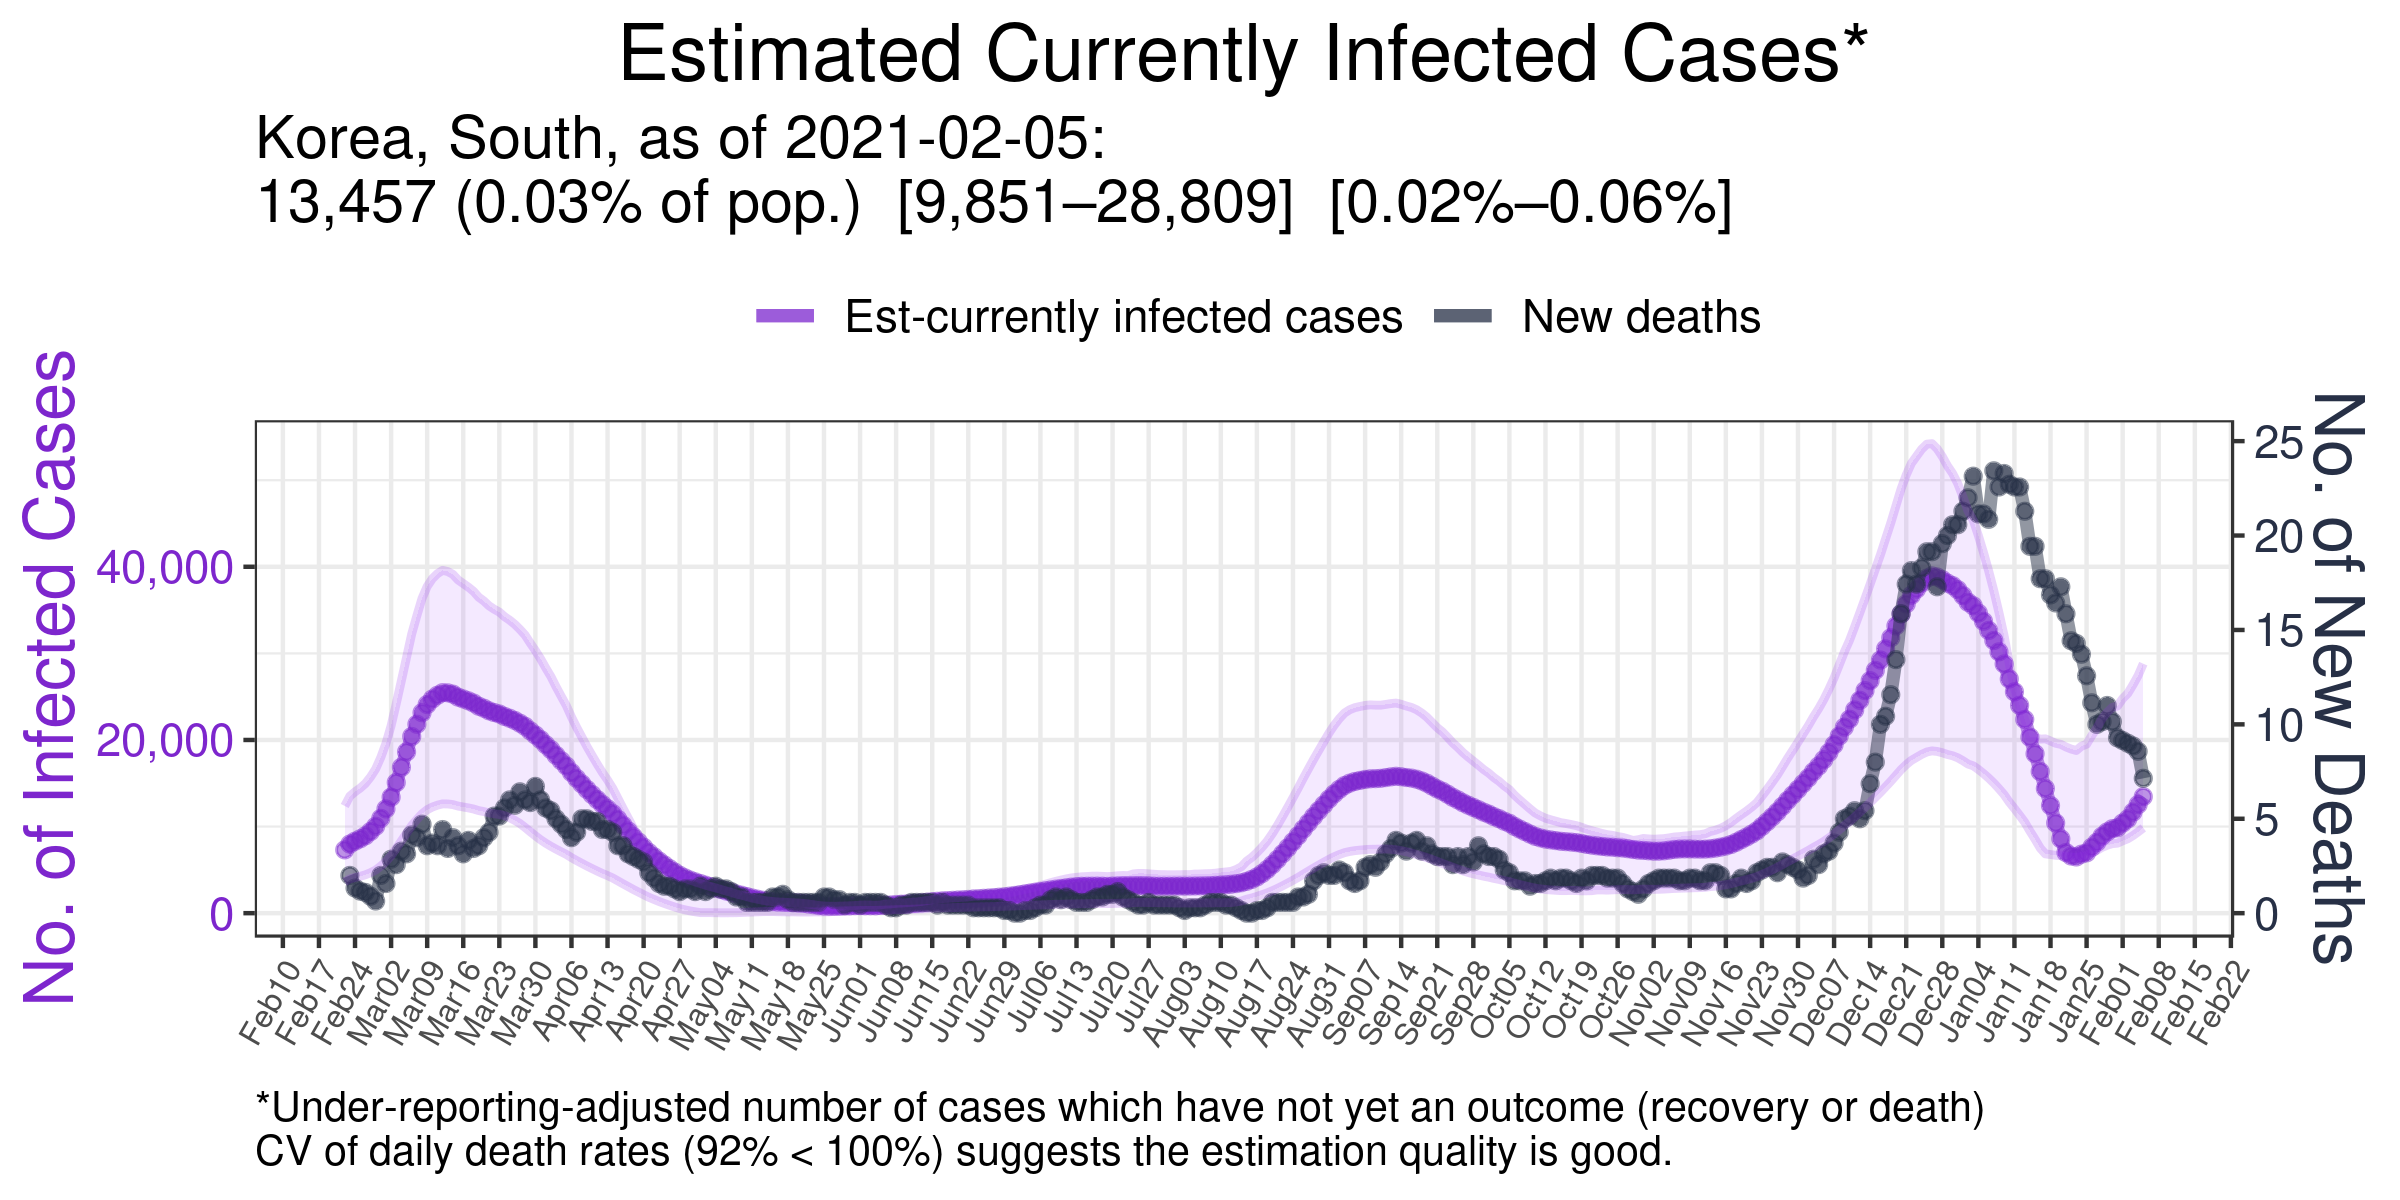 Estimated Currently Infected Cases*
Korea, South, as of 2021-02-05:
13,457 (0.03% of pop.) [9,851–28,809] [0.02%–0.06%]
Est-currently infected cases New deaths
No. of Infected Cases
40,000
20,000
0
25
20
15
10
5
0
No. of New Deaths
Feb10 Feb17 Feb24 Mar02 Mar09 Mar16 Mar23 Mar30 Apr06 Apr13 Apr20 Apr27 May04 May11 May18 May25 Jun01 Jun08 Jun15 Jun22 Jun29 Jul06 Jul13 Jul20 Jul27 Aug03 Aug10 Aug17 Aug24 Aug31 Sep07 Sep14 Sep21 Sep28 Oct05 Oct12 Oct19 Oct26 Nov02 Nov09 Nov16 Nov23 Nov30 Dec07 Dec14 Dec21 Dec28 Jan04 Jan11 Jan18 Jan25 Feb01 Feb08 Feb15 Feb22
*Under-reporting-adjusted number of cases which have not yet an outcome (recovery or death)
CV of daily death rates (92% < 100%) suggests the estimation quality is good.